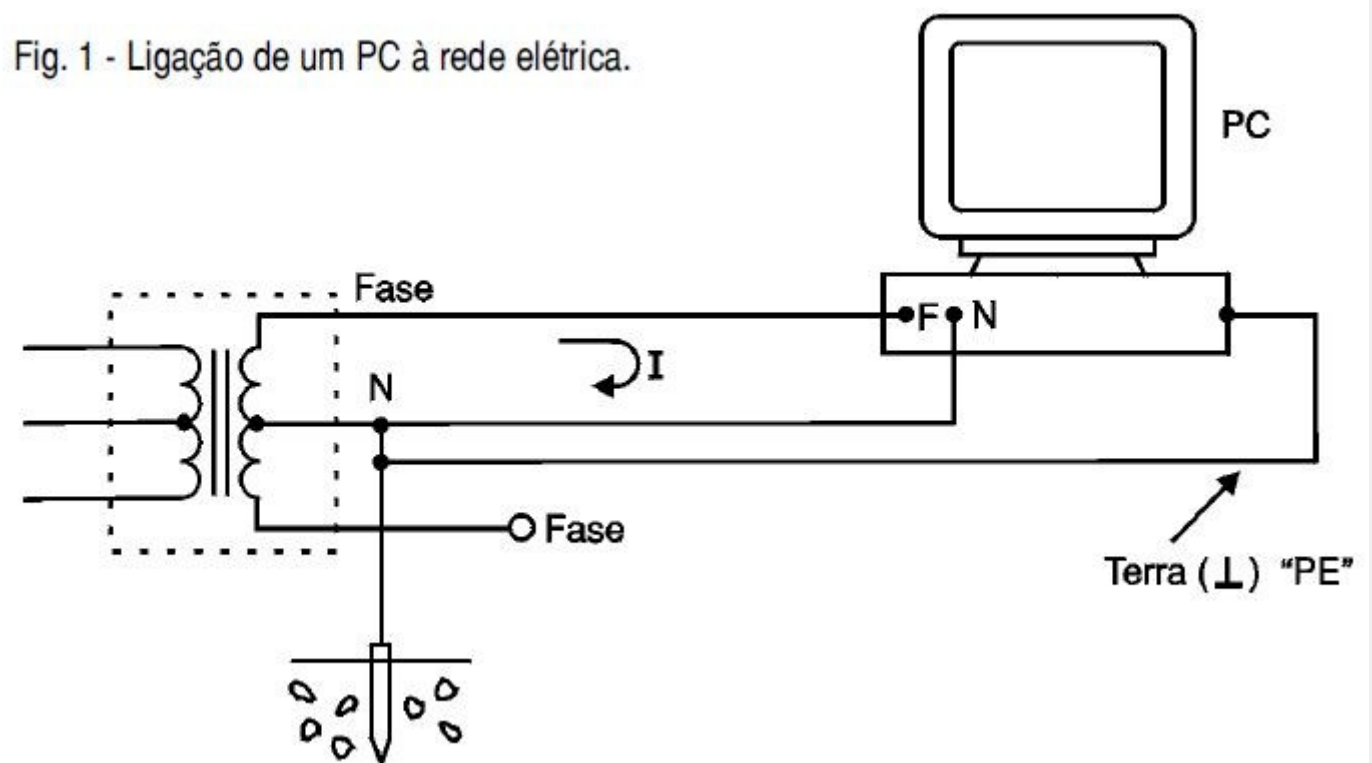 Fig. 1 - Ligação de um PC à rede elétrica.
PC
Fase
F N
I
N
Fase
Terra (⊥) “PE”